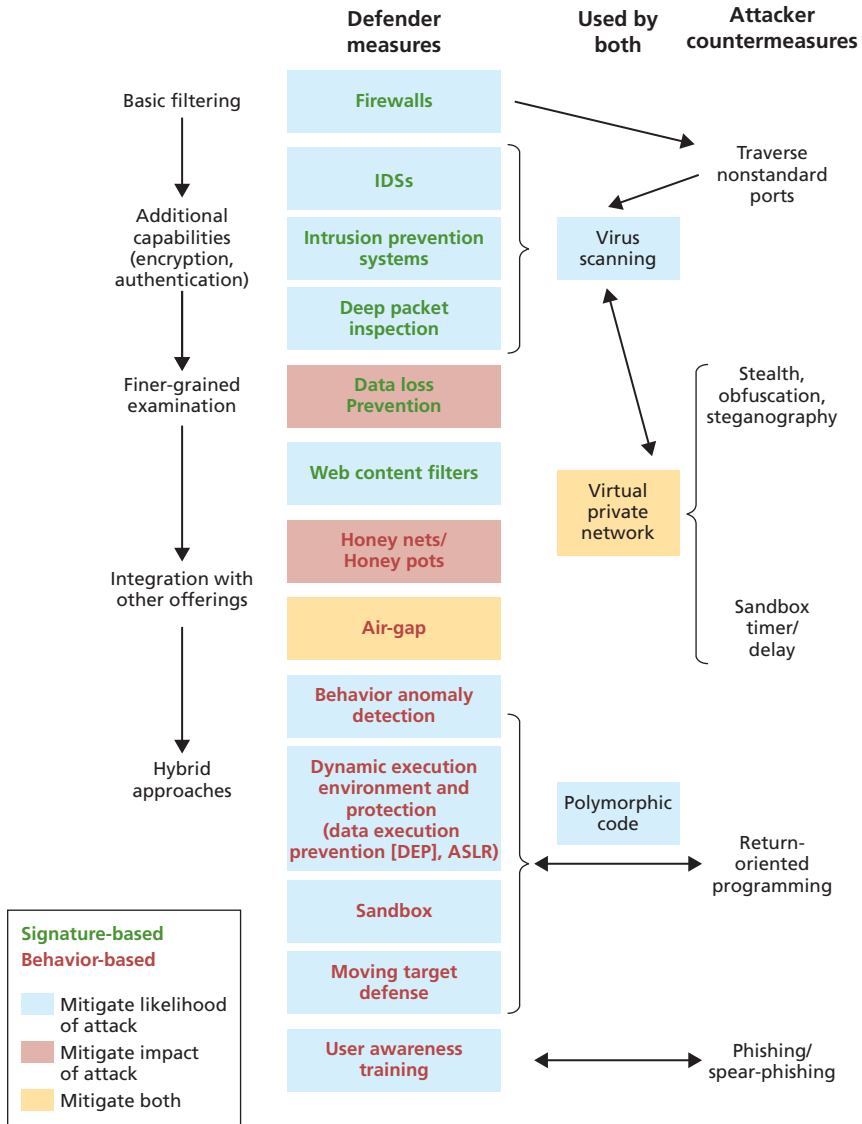 Defender
measures
Used by
both
Attacker
countermeasures
Basic filtering
Firewalls
Traverse
nonstandard
ports
IDSs
Additional
capabilities
(encryption,
authentication)
Intrusion prevention
systems
Virus
scanning
Deep packet
inspection
Finer-grained
examination
Data loss
Prevention
Stealth,
obfuscation,
steganography
Web content filters
Virtual
private
network
Honey nets/
Honey pots
Integration with
other offerings
Air-gap
Sandbox
timer/
delay
Behavior anomaly
detection
Hybrid
approaches
Dynamic execution
environment and
protection
(data execution
prevention [DEP], ASLR)
Polymorphic
code
Return-
oriented
programming
Sandbox
Moving target
defense
User awareness
training
Phishing/
spear-phishing
Signature-based
Behavior-based
Mitigate likelihood
of attack
Mitigate impact
of attack
Mitigate both